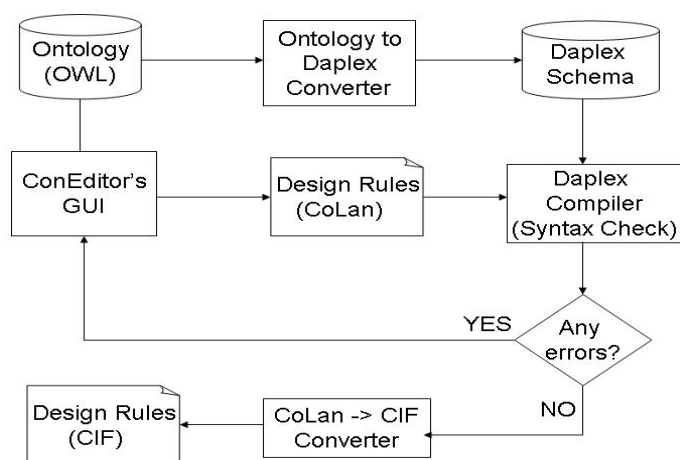 Ontology
(OWL)
Ontology to
Daplex
Converter
Daplex
Schema
ConEditor's
GUI
Design Rules
(CoLan)
Daplex
Compiler
(Syntax Check)
YES
Any
errors?
NO
Design Rules
(CIF)
CoLan -> CIF
Converter